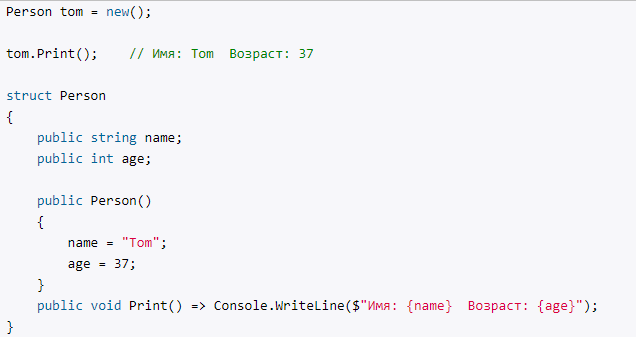 Person tom = new();
tom.Print();    // Имя: Tom  Возраст: 37
struct Person
{
    public string name;
    public int age;
    public Person()
    {
        name = "Tom";
        age = 37;
    }
    public void Print() => Console.WriteLine($"Имя: {name}  Возраст: {age}");
}